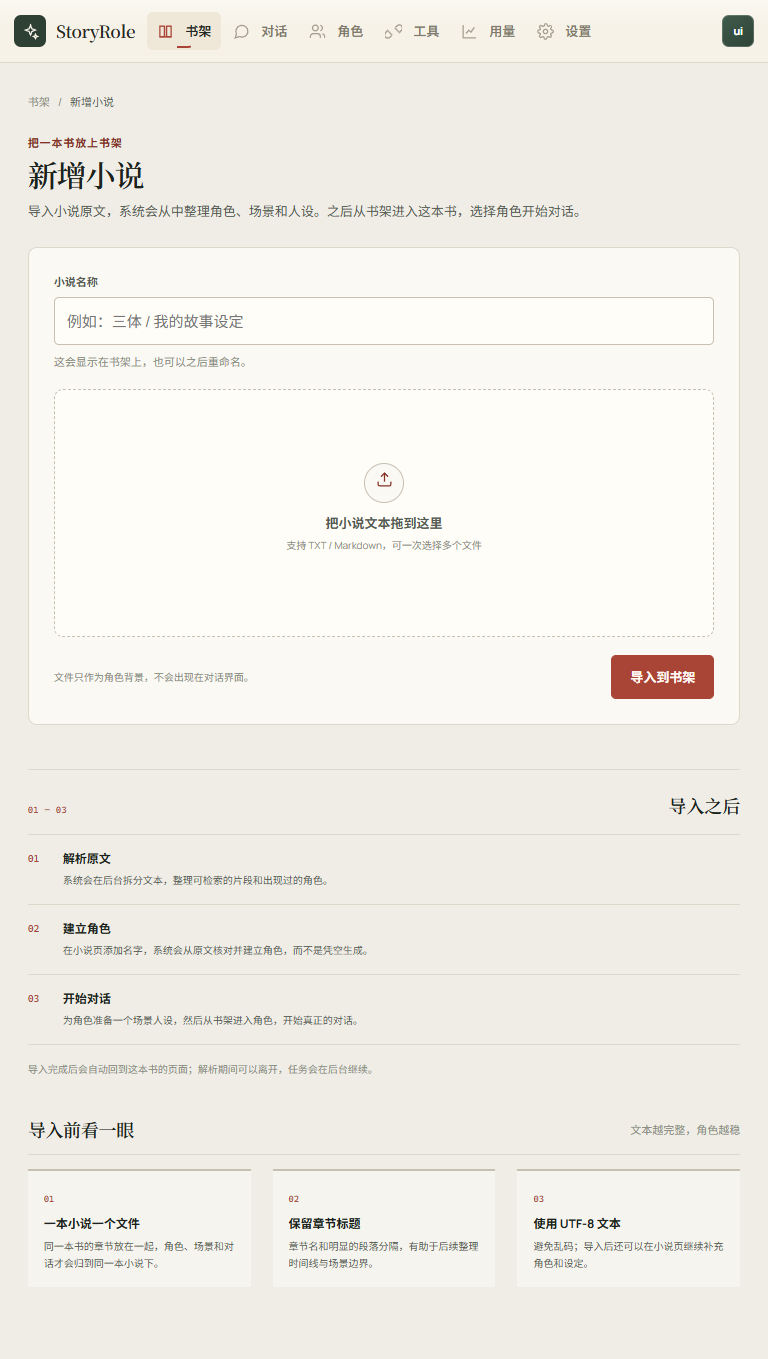 StoryRole 书架 对话 角色 工具 用量 设置 ui
书架 / 新增小说
把一本书放上书架
新增小说
导入小说原文，系统会从中整理角色、场景和人设。之后从书架进入这本书，选择角色开始对话。
小说名称
例如：三体 / 我的故事设定
这会显示在书架上，也可以之后重命名。
把小说文本拖到这里
支持 TXT / Markdown，可一次选择多个文件
文件只作为角色背景，不会出现在对话界面。
导入到书架
01 — 03
导入之后
01 解析原文
系统会在后台拆分文本，整理可检索的片段和出现过的角色。
02 建立角色
在小说页添加名字，系统会从原文核对并建立角色，而不是凭空生成。
03 开始对话
为角色准备一个场景人设，然后从书架进入角色，开始真正的对话。
导入完成后会自动回到这本书的页面；解析期间可以离开，任务会在后台继续。
导入前看一眼
文本越完整，角色越稳
01
一本小说一个文件
同一本书的章节放在一起，角色、场景和对
话才会归到同一本小说下。
02
保留章节标题
章节名和明显的段落分隔，有助于后续整理
时间线与场景边界。
03
使用 UTF-8 文本
避免乱码；导入后还可以在小说页继续补充
角色和设定。